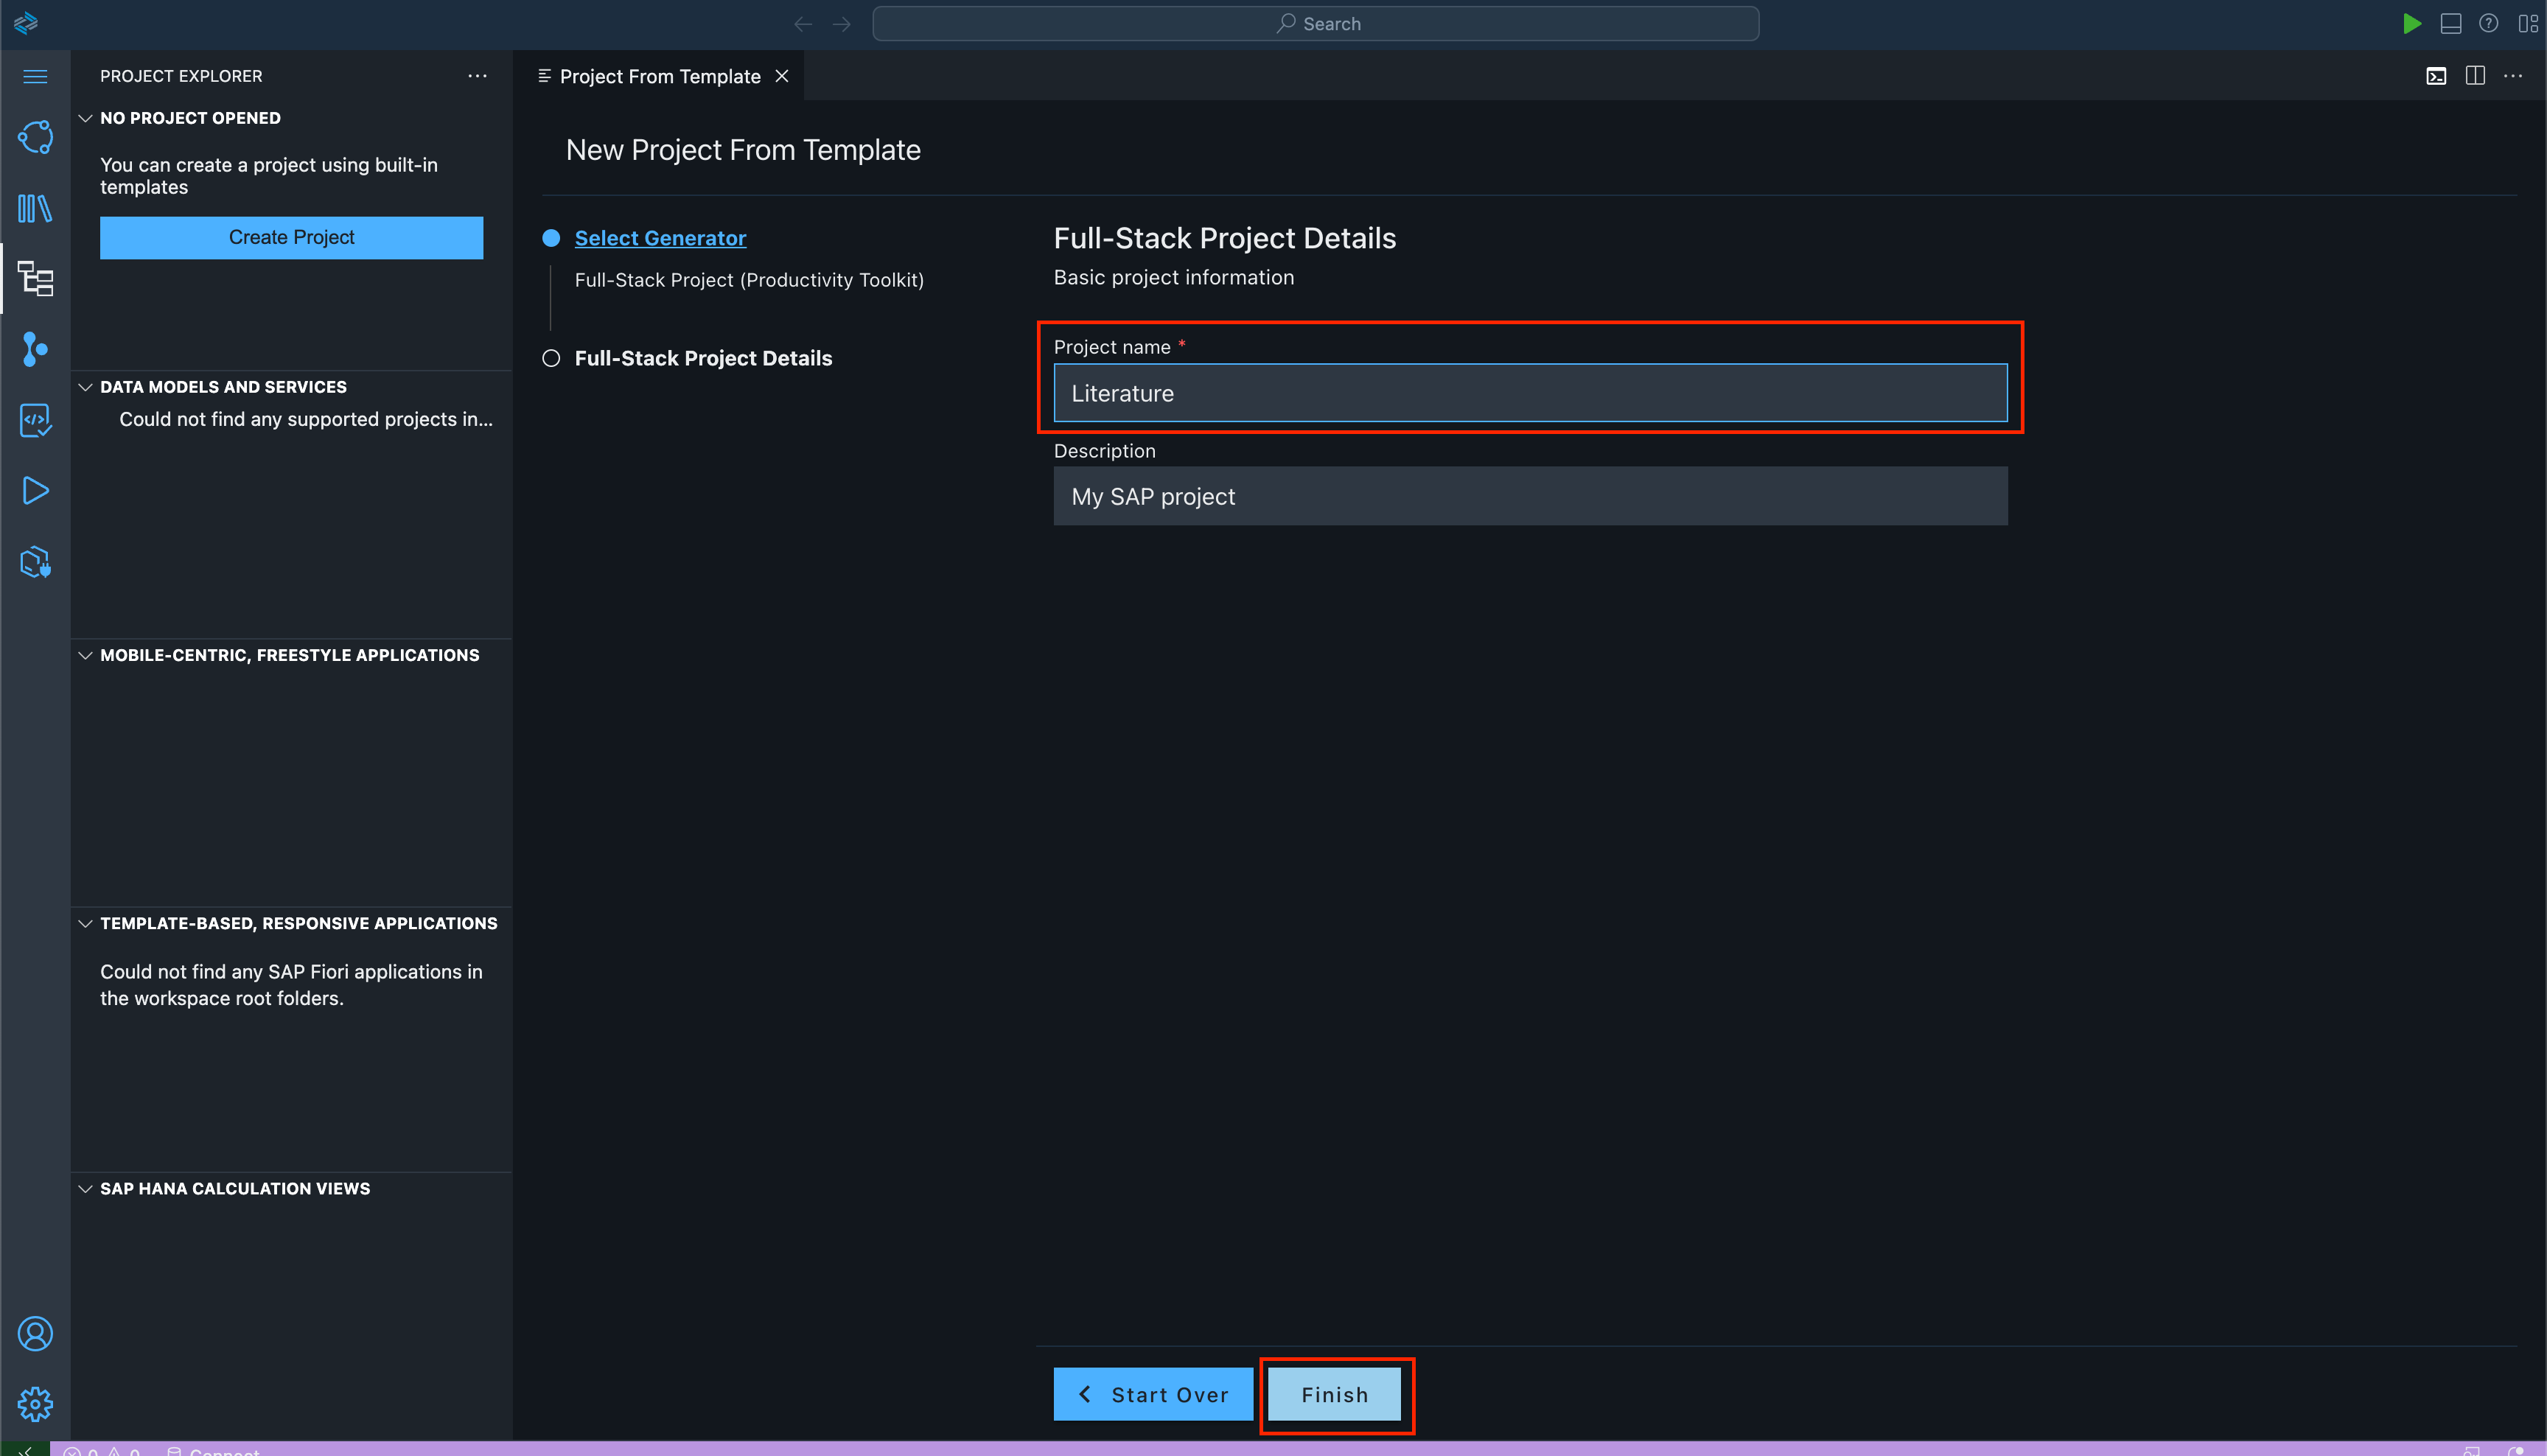 Search
PROJECT EXPLORER
NO PROJECT OPENED
You can create a project using built-in
templates
Create Project
DATA MODELS AND SERVICES
Could not find any supported projects in...
MOBILE-CENTRIC, FREESTYLE APPLICATIONS
TEMPLATE-BASED, RESPONSIVE APPLICATIONS
Could not find any SAP Fiori applications in
the workspace root folders.
SAP HANA CALCULATION VIEWS
Project From Template
New Project From Template
Select Generator
Full-Stack Project (Productivity Toolkit)
Full-Stack Project Details
Full-Stack Project Details
Basic project information
Project name *
Literature
Description
My SAP project
Start Over
Finish
0 0 Connect